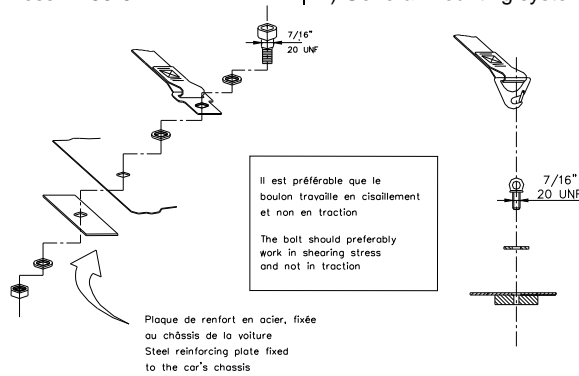 7/16"
20 UNF
Il est préférable que le
boulon travaille en cisaillement
et non en traction
The bolt should preferably
work in shearing stress
and not in traction
7/16"
20 UNF
Plaque de renfort en acier, fixée
au châssis de la voiture
Steel reinforcing plate fixed
to the car's chassis